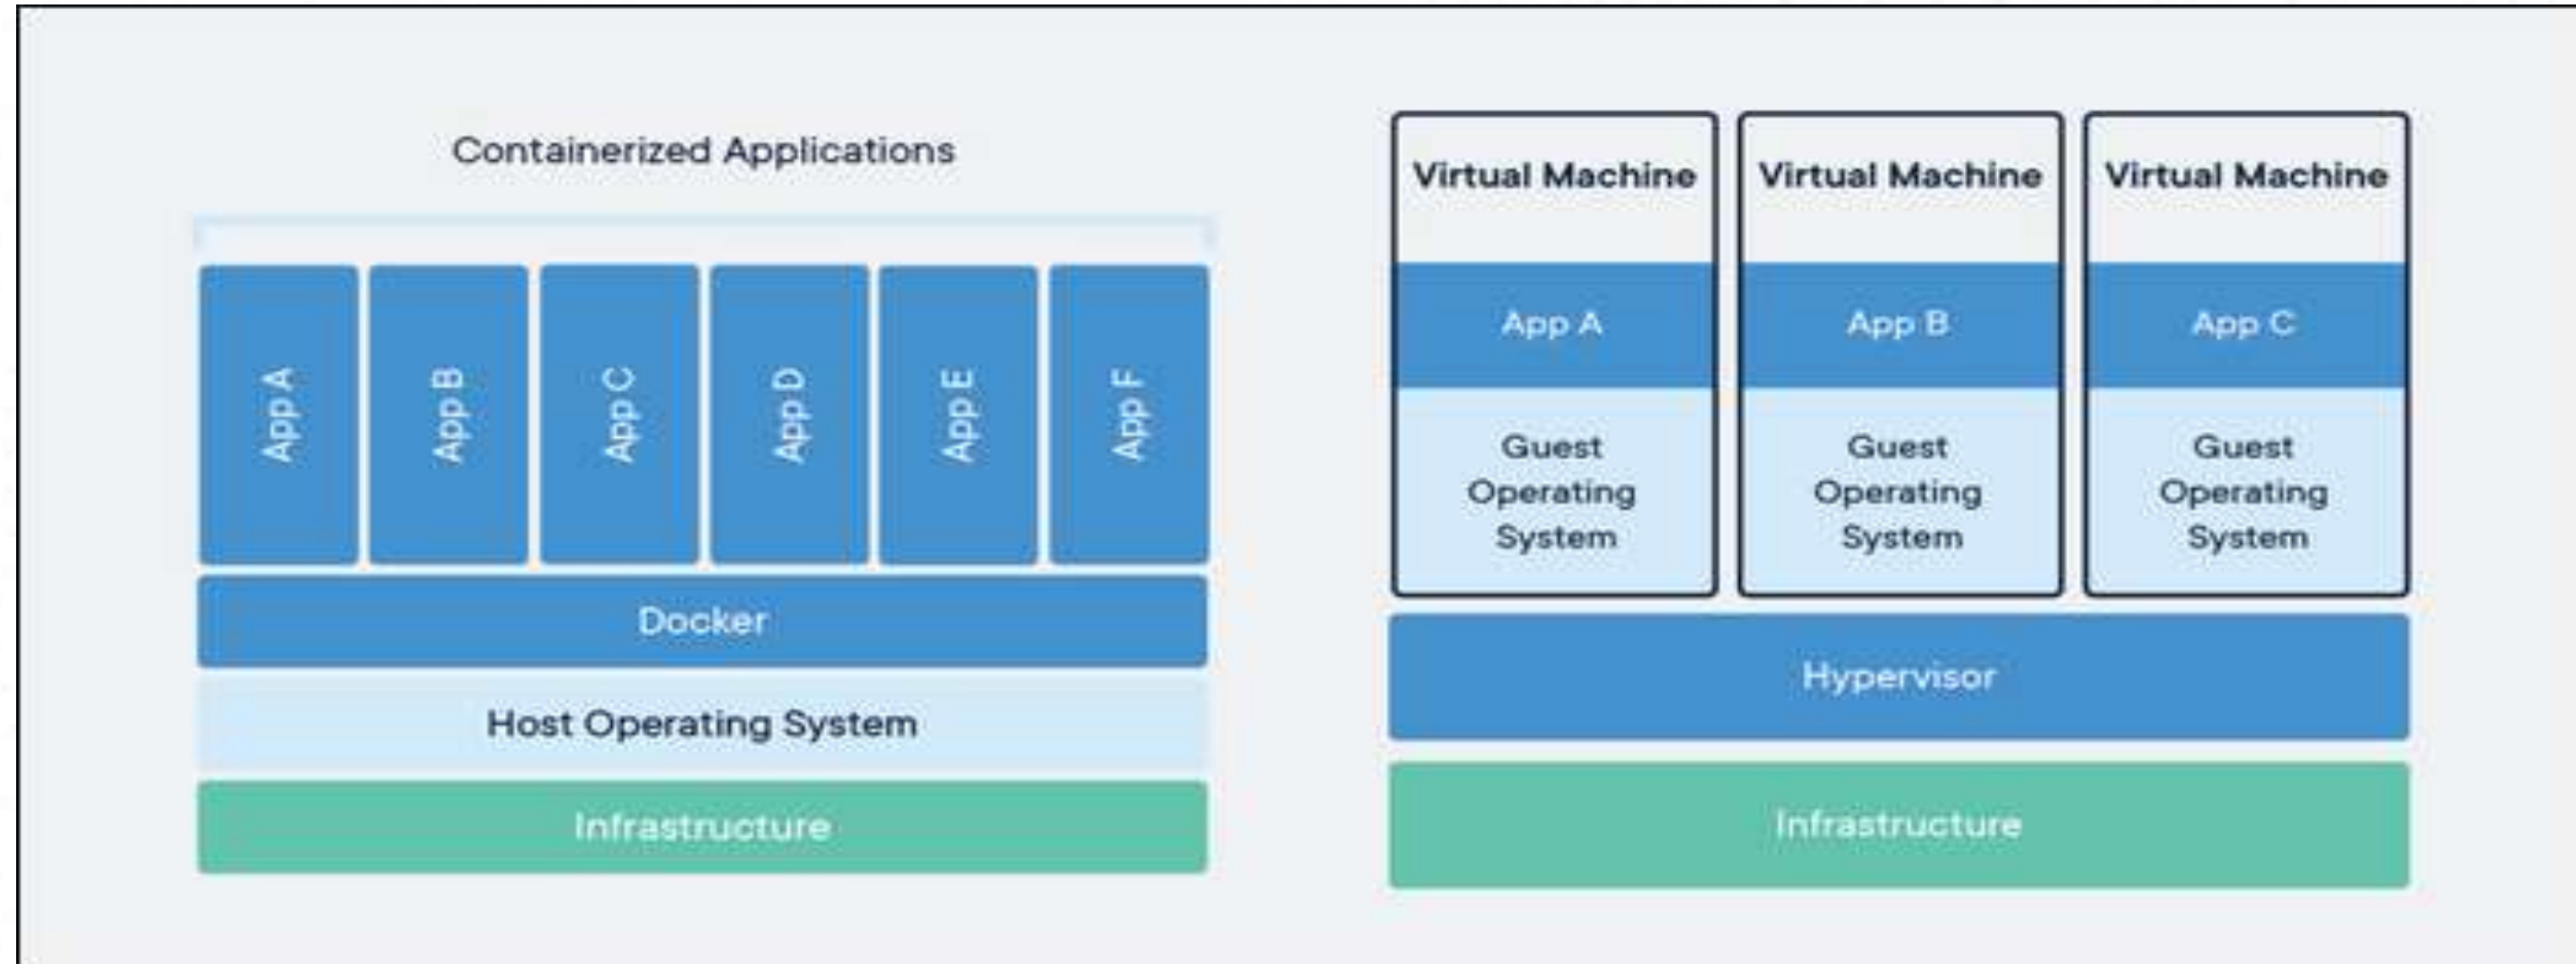 Containerized Applications
App A
App B
App C
App D
App E
App F
Docker
Host Operating System
Infrastructure
Virtual Machine
App A
Guest
Operating
System
Virtual Machine
App B
Guest
Operating
System
Virtual Machine
App C
Guest
Operating
System
Hypervisor
Infrastructure